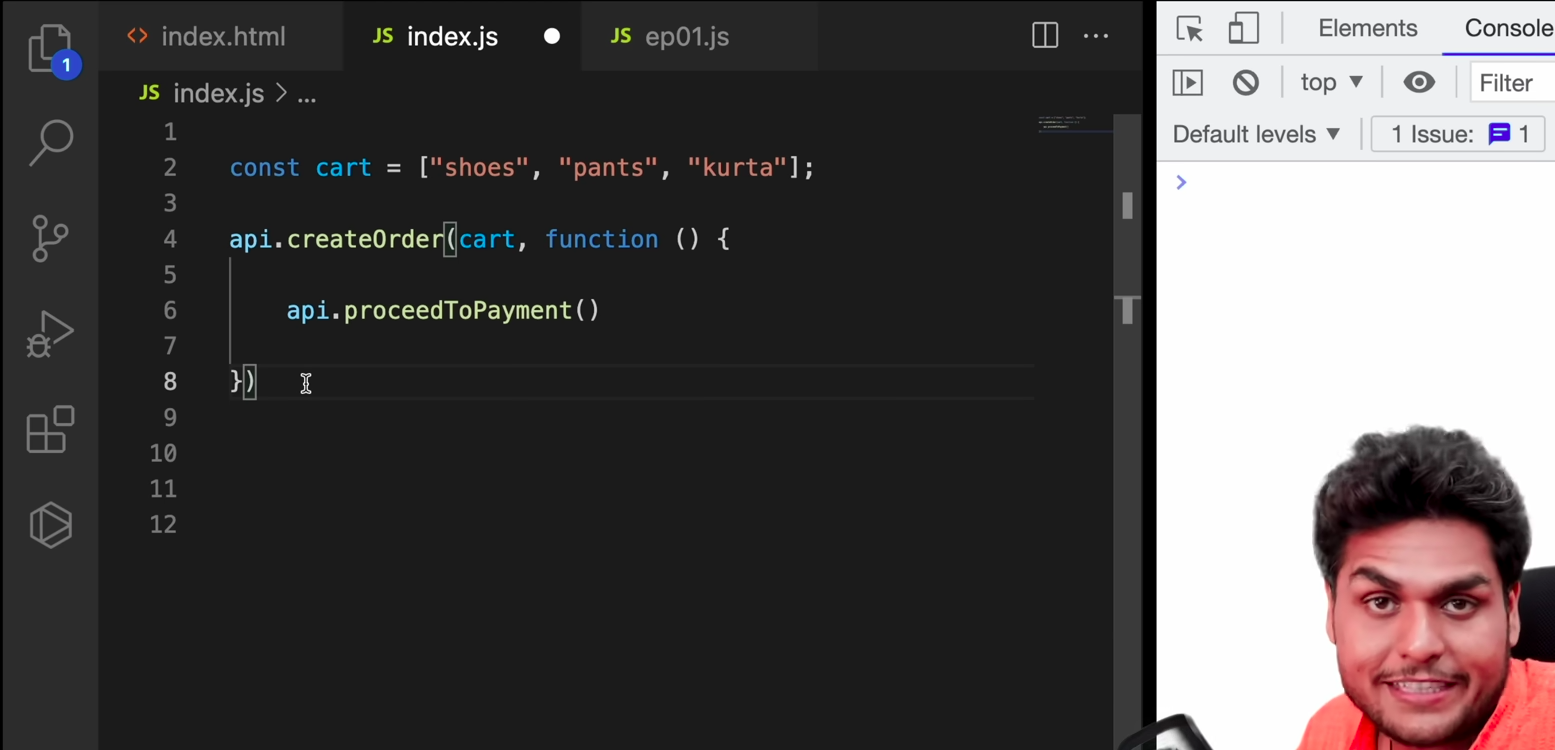 index.html JS index.js JS ep01.js
JS index.js > ...
1
2 const cart = ["shoes", "pants", "kurta"];
3
4 api.createOrder(cart, function () {
5
6 api.proceedToPayment()
7
8 })
9
10
11
12
1
Elements Console
top Filter
Default levels 1 Issue: 1